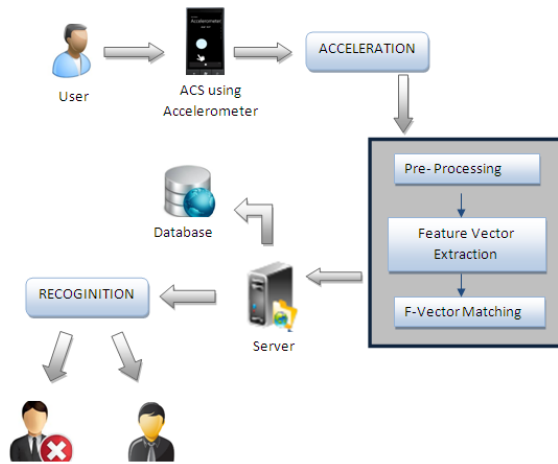 Accelerometer
User
ACS using
Accelerometer
ACCELERATION
Pre- Processing
Feature Vector
Extraction
F-Vector Matching
Database
Server
RECOGINITION